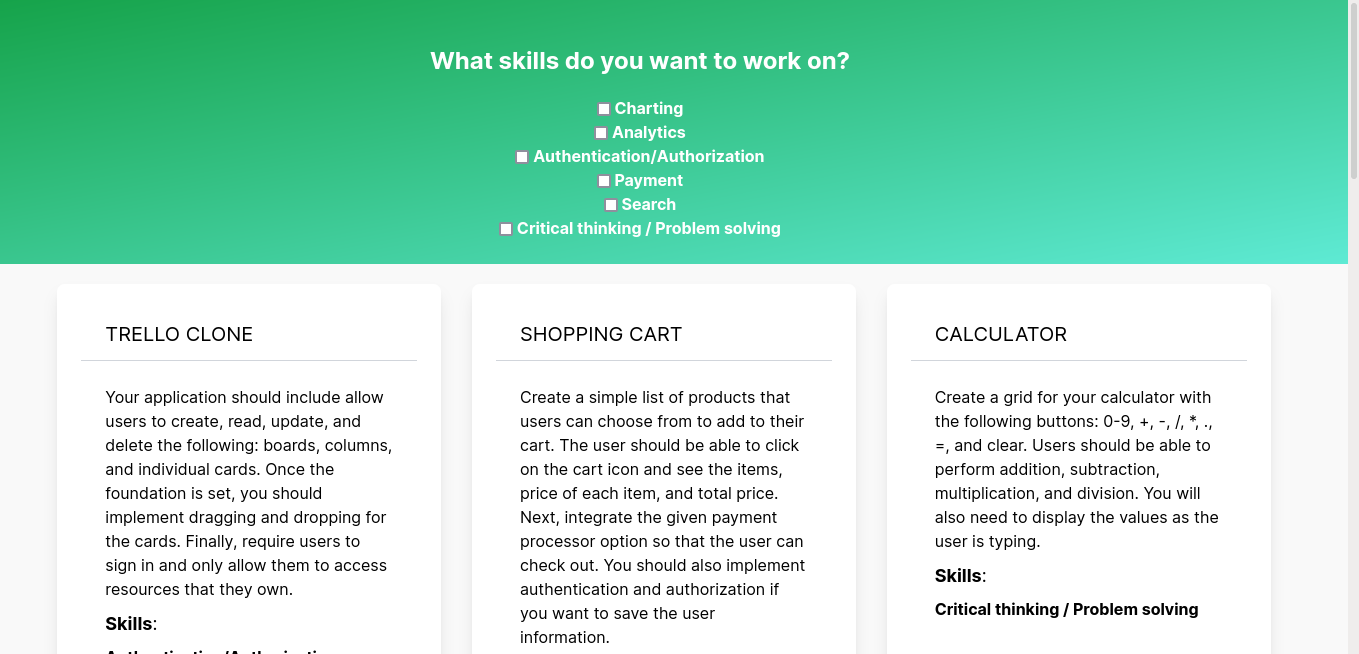 What skills do you want to work on?
Charting
Analytics
Authentication/Authorization
Payment
Search
Critical thinking / Problem solving
TRELLO CLONE
Your application should include allow
users to create, read, update, and
delete the following: boards, columns,
and individual cards. Once the
foundation is set, you should
implement dragging and dropping for
the cards. Finally, require users to
sign in and only allow them to access
resources that they own.
Skills:
SHOPPING CART
Create a simple list of products that
users can choose from to add to their
cart. The user should be able to click
on the cart icon and see the items,
price of each item, and total price.
Next, integrate the given payment
processor option so that the user can
check out. You should also implement
authentication and authorization if
you want to save the user
information.
CALCULATOR
Create a grid for your calculator with
the following buttons: 0-9, +, -, /, *, .,
=, and clear. Users should be able to
perform addition, subtraction,
multiplication, and division. You will
also need to display the values as the
user is typing.
Skills:
Critical thinking / Problem solving